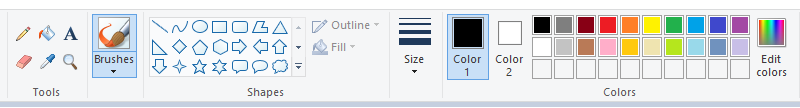 A
Outline
Fill
Brushes
Size
Color
1
Color
2
Edit
colors
Tools
Shapes
Colors